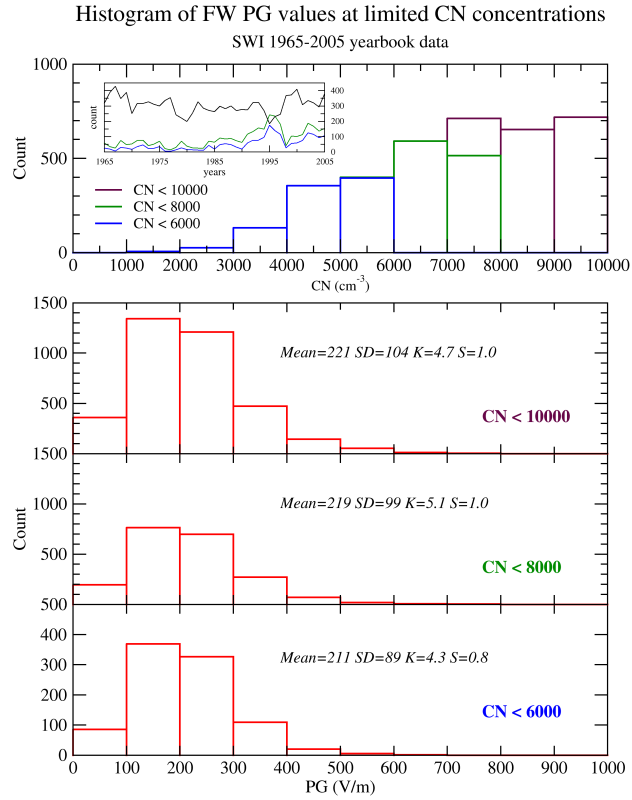 Histogram of FW PG values at limited CN concentrations
SWI 1965-2005 yearbook data
1000
500
0
Count
400
300
200
100
0
count
1965 1975 1985 1995 2005
years
CN < 10000
CN < 8000
CN < 6000
0 1000 2000 3000 4000 5000 6000 7000 8000 9000 10000
CN (cm⁻³)
1500
1000
500
Mean=221 SD=104 K=4.7 S=1.0
CN < 10000
1500
1000
500
Count
Mean=219 SD=99 K=5.1 S=1.0
CN < 8000
500
400
300
200
100
0
Mean=211 SD=89 K=4.3 S=0.8
CN < 6000
0 100 200 300 400 500 600 700 800 900 1000
PG (V/m)